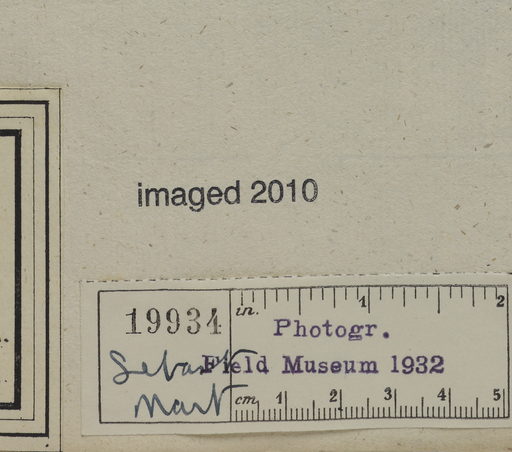 imaged 2010
in. 1 2
19934
Photogr.
Field Museum 1932
cm 1 2 3 4 5